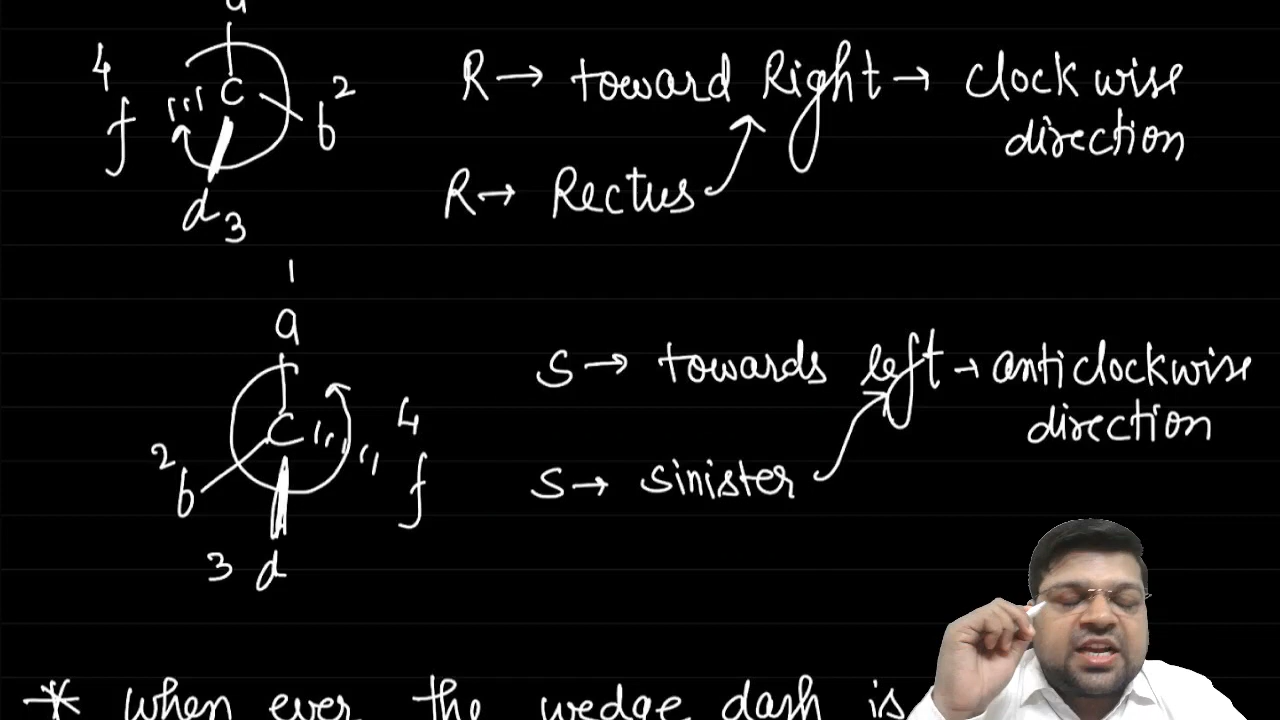 a
4
C
2
f
b
d
3
R → toward Right → clockwise
direction
R → Rectus
1
a
C
4
2
b
f
3 d
S → towards left → anticlockwise
direction
S → sinister
* when ever the wedge dash is